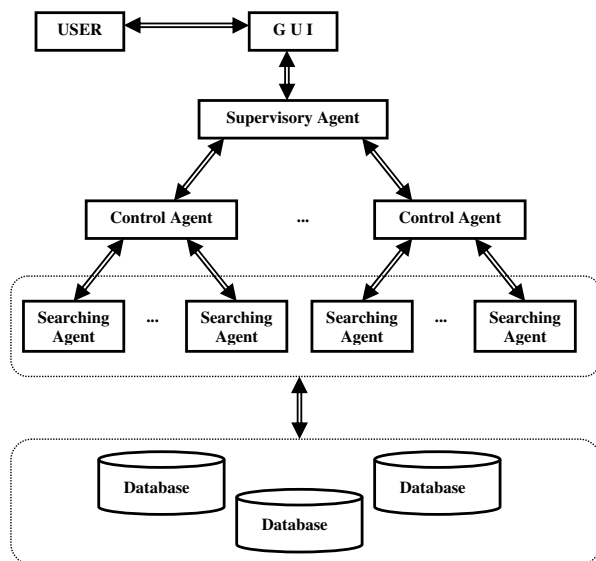 USER
G U I
Supervisory Agent
Control Agent
...
Control Agent
Searching
Agent
...
Searching
Agent
Searching
Agent
...
Searching
Agent
Database
Database
Database